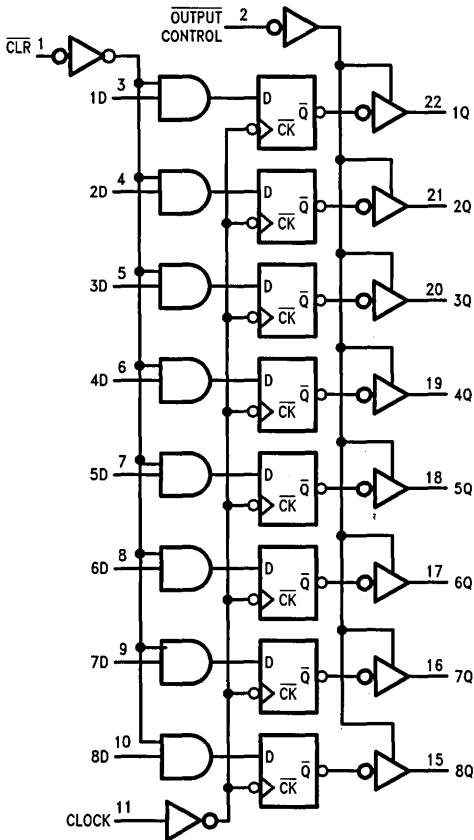 OUTPUT CONTROL 2
CLR 1
1D 3 D Q CK 22 1Q
2D 4 D Q CK 21 2Q
3D 5 D Q CK 20 3Q
4D 6 D Q CK 19 4Q
5D 7 D Q CK 18 5Q
6D 8 D Q CK 17 6Q
7D 9 D Q CK 16 7Q
8D 10 D Q CK 15 8Q
CLOCK 11